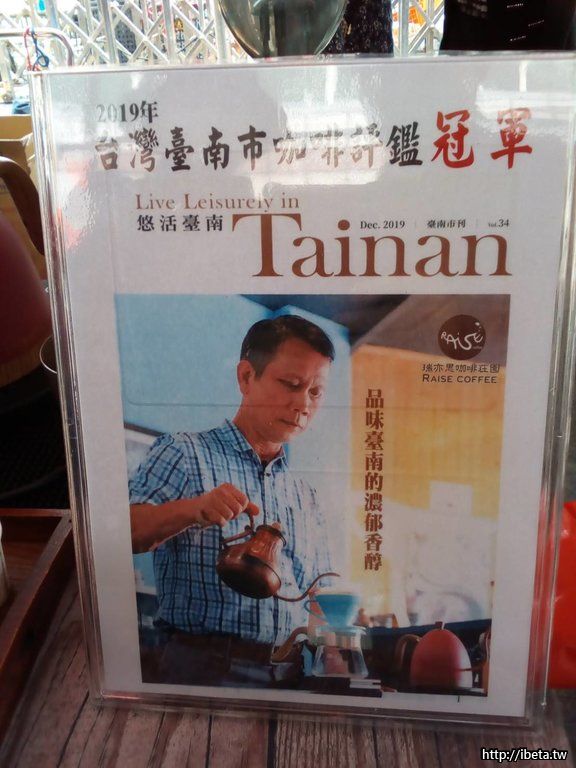 2019年
台灣臺南市咖啡評鑑冠軍
Live Leisurely in
悠活臺南
Tainan
Dec. 2019 | 臺南市刊 | Vol.34
RAiSE
瑞亦思咖啡莊園
RAISE COFFEE
品味臺南的濃郁香醇
http://ibeta.tw